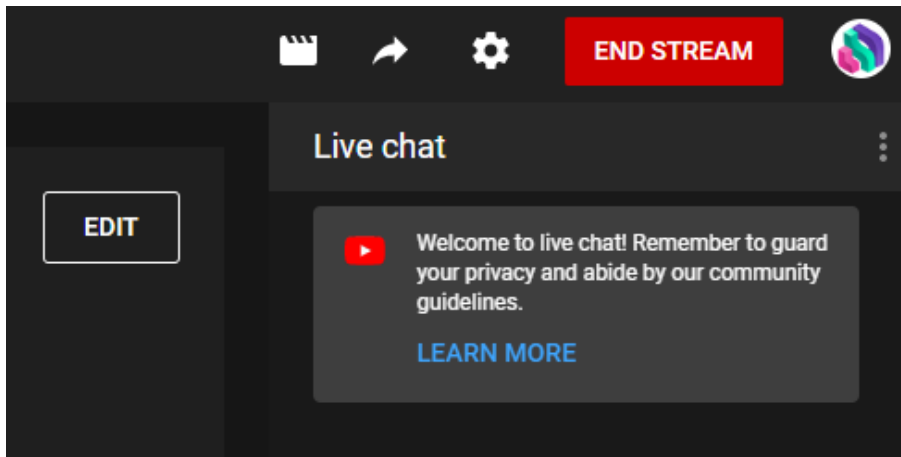 END STREAM
Live chat
EDIT
Welcome to live chat! Remember to guard
your privacy and abide by our community
guidelines.
LEARN MORE